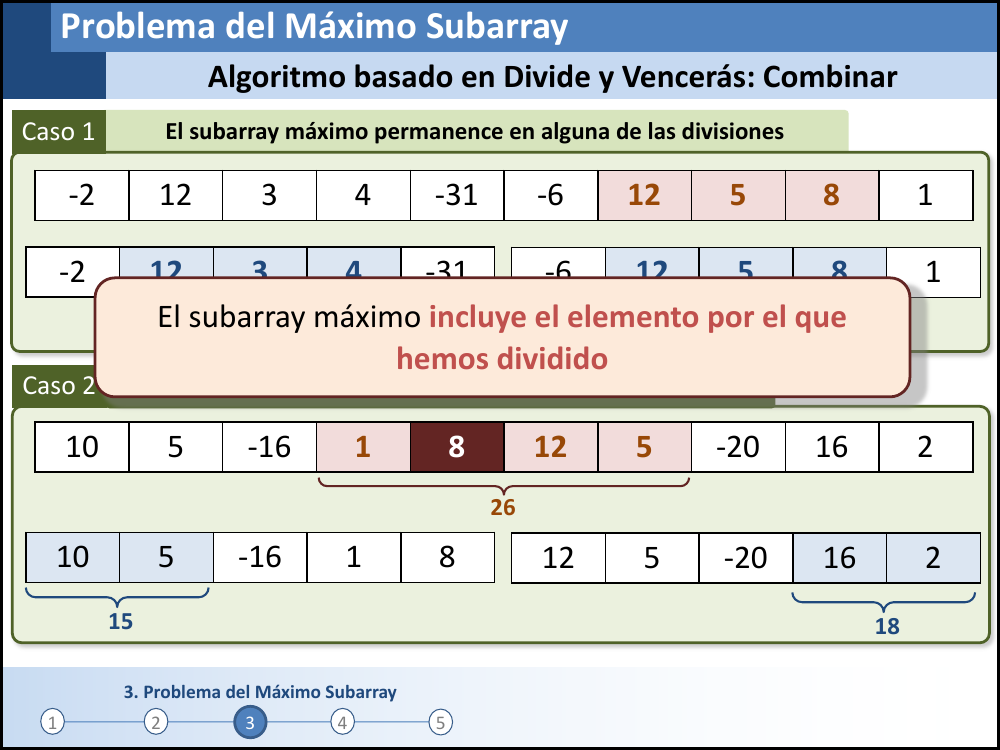 Problema del Máximo Subarray
Algoritmo basado en Divide y Vencerás: Combinar
Caso 1
El subarray máximo permanence en alguna de las divisiones
-2 12 3 4 -31 -6 12 5 8 1
-2 12 3 4 -31 -6 12 5 8 1
El subarray máximo incluye el elemento por el que
hemos dividido
Caso 2
10 5 -16 1 8 12 5 -20 16 2
26
10 5 -16 1 8 12 5 -20 16 2
15
18
3. Problema del Máximo Subarray
1 2 3 4 5